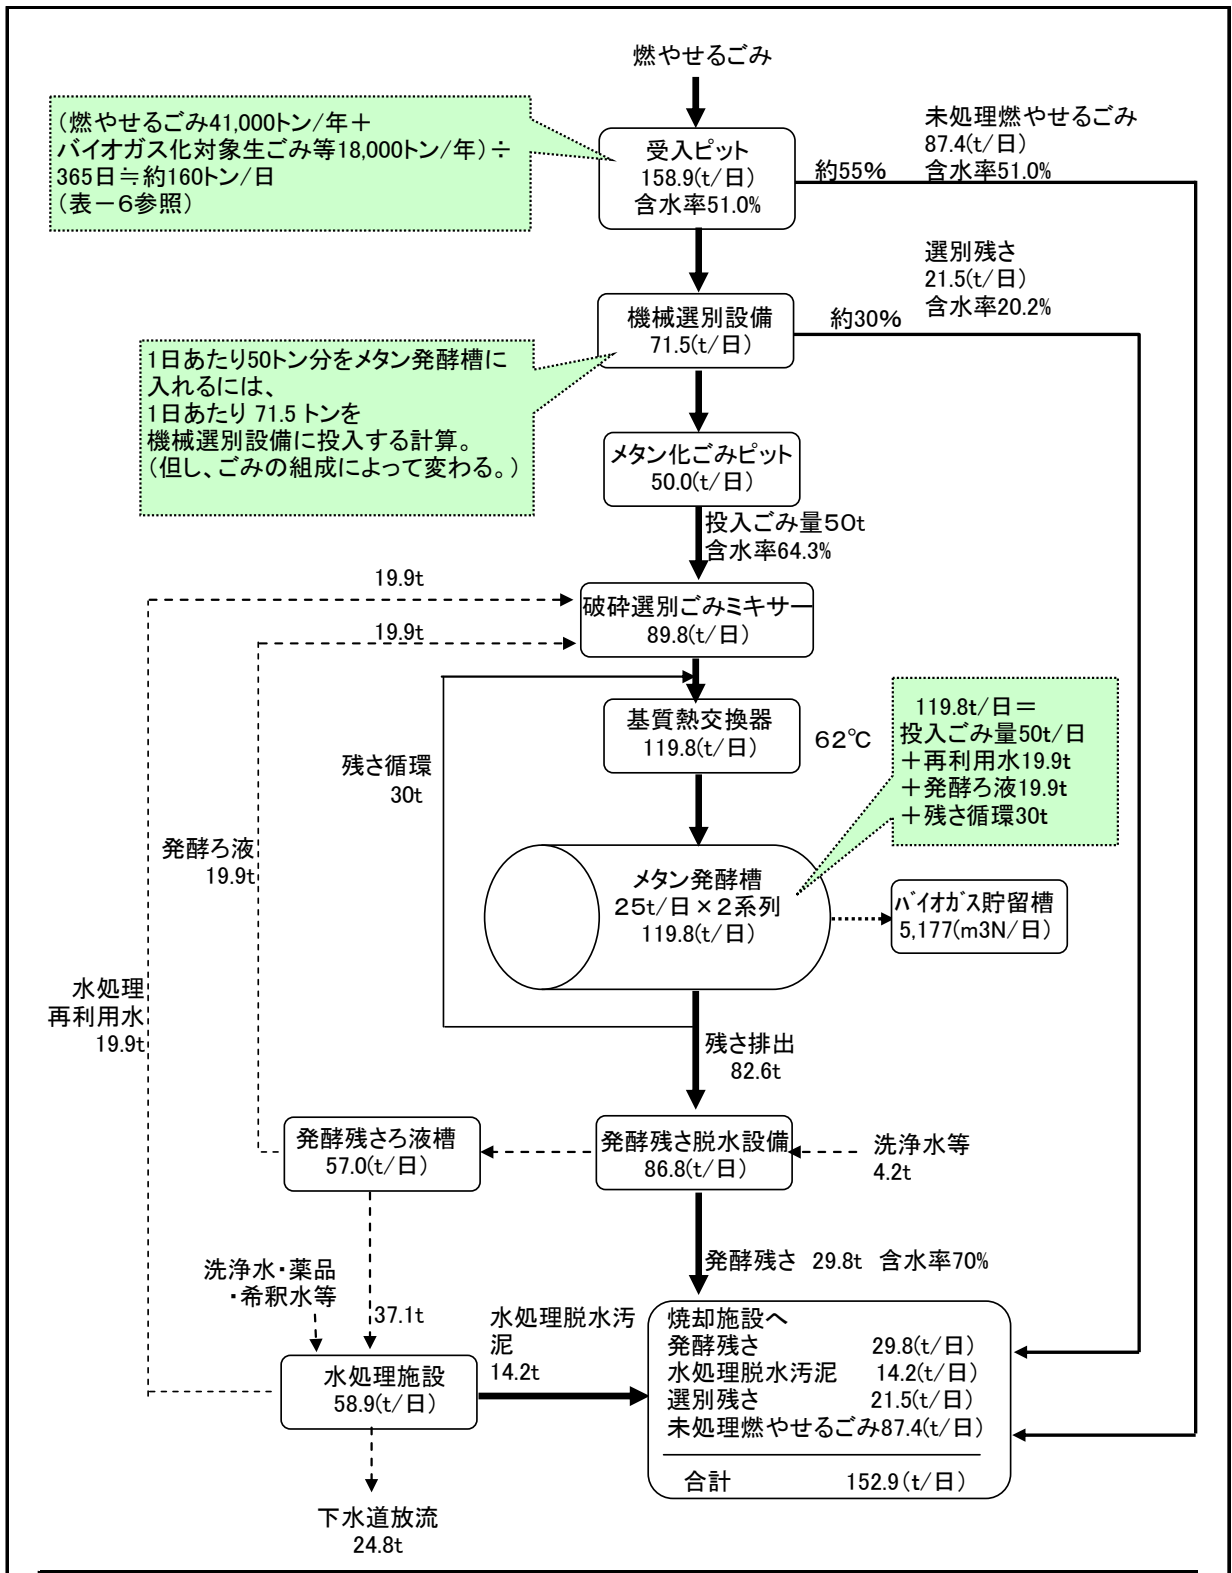 燃やせるごみ
（燃やせるごみ41,000トン/年＋
バイオガス化対象生ごみ等18,000トン/年）÷
365日≒約160トン/日
（表－６参照）
受入ピット
158.9(t/日)
含水率51.0%
約55%
未処理燃やせるごみ
87.4(t/日)
含水率51.0%
選別残さ
21.5(t/日)
含水率20.2%
機械選別設備
71.5(t/日)
約30%
1日あたり50トン分をメタン発酵槽に
入れるには、
1日あたり 71.5 トンを
機械選別設備に投入する計算。
（但し、ごみの組成によって変わる。）
メタン化ごみピット
50.0(t/日)
投入ごみ量５０t
含水率64.3%
19.9t
破砕選別ごみミキサー
89.8(t/日)
19.9t
基質熱交換器
119.8(t/日)
６２℃
119.8t/日＝
投入ごみ量50t/日
＋再利用水19.9t
＋発酵ろ液19.9t
＋残さ循環30t
残さ循環
30t
発酵ろ液
19.9t
メタン発酵槽
２５t/日×２系列
119.8(t/日)
ﾊﾞｲｵｶﾞｽ貯留槽
5,177(m3N/日)
水処理
再利用水
19.9t
残さ排出
82.6t
発酵残さろ液槽
57.0(t/日)
発酵残さ脱水設備
86.8(t/日)
洗浄水等
4.2t
発酵残さ 29.8t 含水率70%
洗浄水・薬品
・希釈水等
37.1t
水処理脱水汚
泥
14.2t
水処理施設
58.9(t/日)
焼却施設へ
発酵残さ 29.8(t/日)
水処理脱水汚泥 14.2(t/日)
選別残さ 21.5(t/日)
未処理燃やせるごみ87.4(t/日)
合計 152.9(t/日)
下水道放流
24.8t